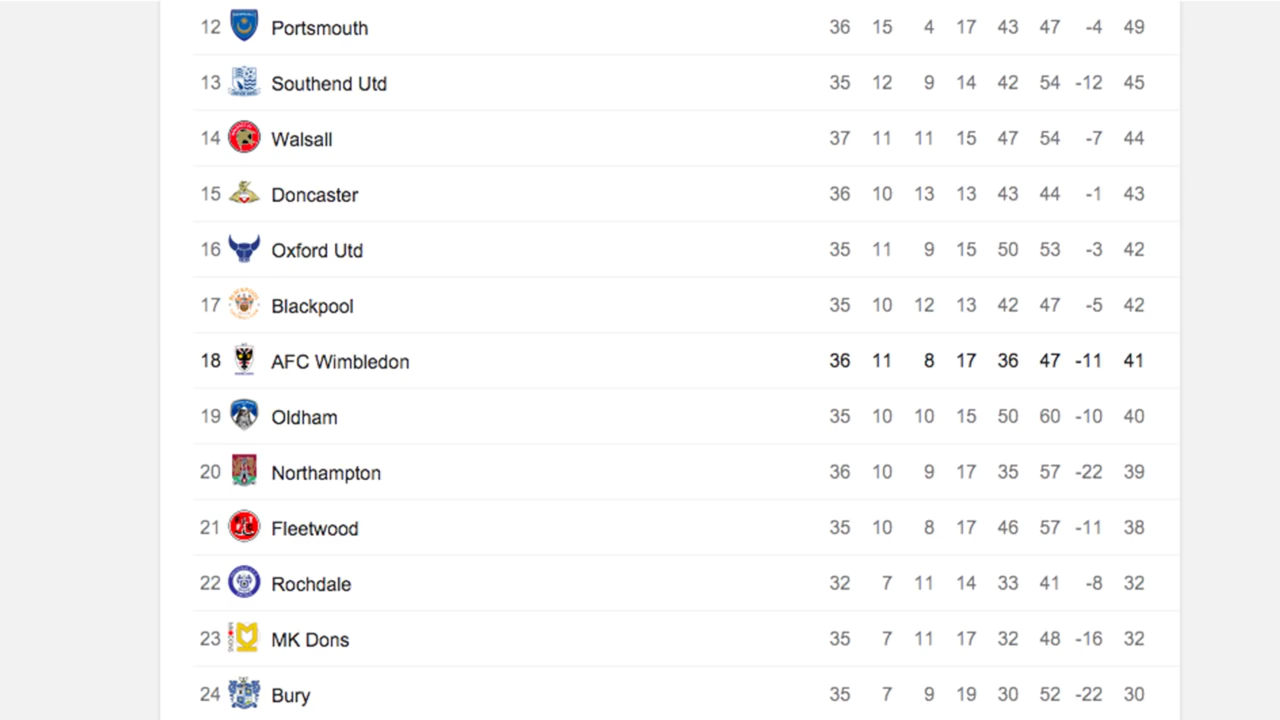 12 Portsmouth 36 15 4 17 43 47 -4 49
13 Southend Utd 35 12 9 14 42 54 -12 45
14 Walsall 37 11 11 15 47 54 -7 44
15 Doncaster 36 10 13 13 43 44 -1 43
16 Oxford Utd 35 11 9 15 50 53 -3 42
17 Blackpool 35 10 12 13 42 47 -5 42
18 AFC Wimbledon 36 11 8 17 36 47 -11 41
19 Oldham 35 10 10 15 50 60 -10 40
20 Northampton 36 10 9 17 35 57 -22 39
21 Fleetwood 35 10 8 17 46 57 -11 38
22 Rochdale 32 7 11 14 33 41 -8 32
23 MK Dons 35 7 11 17 32 48 -16 32
24 Bury 35 7 9 19 30 52 -22 30